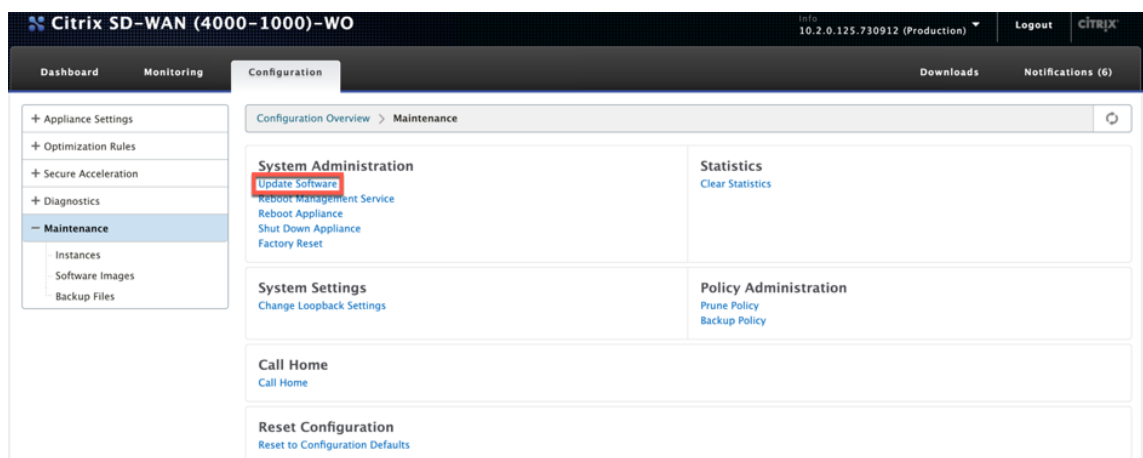 Citrix SD-WAN (4000-1000)-WO
Info
10.2.0.125.730912 (Production)
Logout
CİTRIX
Dashboard Monitoring Configuration Downloads Notifications (6)
+ Appliance Settings
+ Optimization Rules
+ Secure Acceleration
+ Diagnostics
− Maintenance
Instances
Software Images
Backup Files
Configuration Overview > Maintenance
System Administration
Update Software
Reboot Management Service
Reboot Appliance
Shut Down Appliance
Factory Reset
Statistics
Clear Statistics
System Settings
Change Loopback Settings
Policy Administration
Prune Policy
Backup Policy
Call Home
Call Home
Reset Configuration
Reset to Configuration Defaults